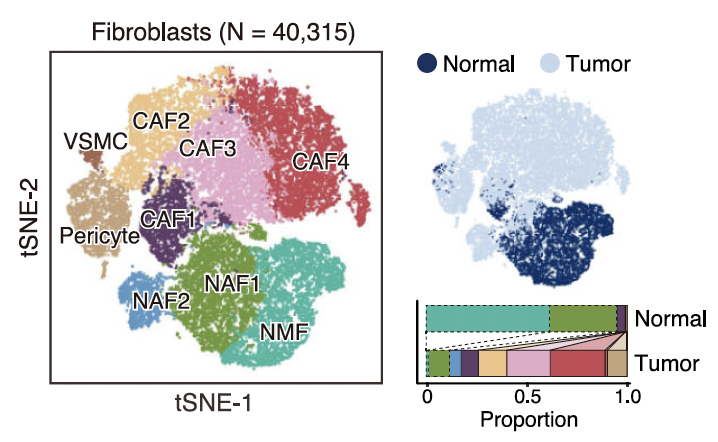 Fibroblasts (N = 40,315)
CAF2
VSMC
CAF3
CAF4
CAF1
Pericyte
NAF1
NAF2
NMF
tSNE-2
tSNE-1
Normal
Tumor
Normal
Tumor
0
0.5
1.0
Proportion